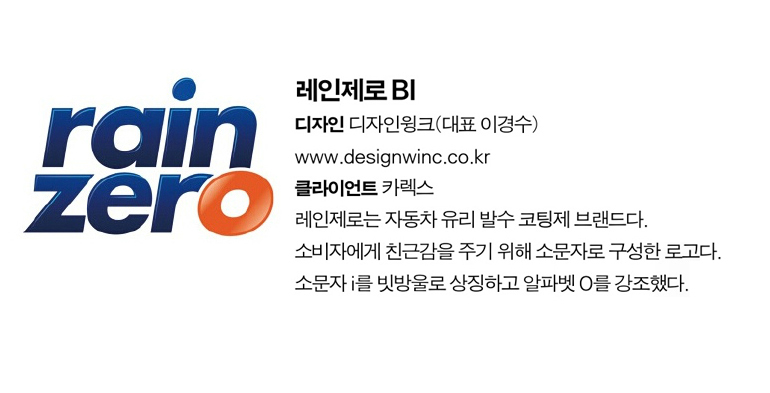 rain
zero
레인제로 BI
디자인 디자인윙크(대표 이경수)
www.designwinc.co.kr
클라이언트 카렉스
레인제로는 자동차 유리 발수 코팅제 브랜드다.
소비자에게 친근감을 주기 위해 소문자로 구성한 로고다.
소문자 i를 빗방울로 상징하고 알파벳 O를 강조했다.